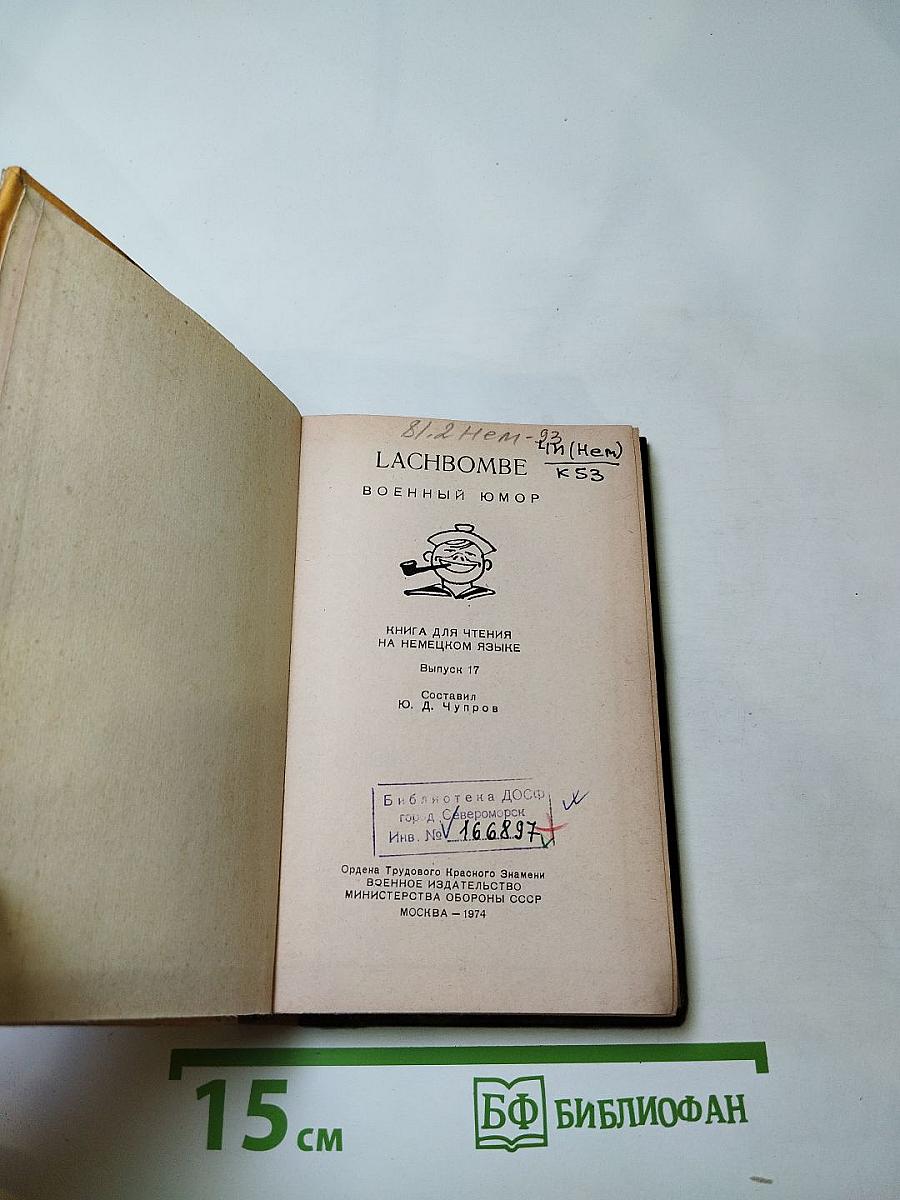 81.2 Нем-93
ЧИ(Нем)
К53
LACHBOMBE
ВОЕННЫЙ ЮМОР
КНИГА ДЛЯ ЧТЕНИЯ
НА НЕМЕЦКОМ ЯЗЫКЕ
Выпуск 17
Составил
Ю. Д. Чупров
Библиотека ДОСФ
город Североморск
Инв. № 166897
Ордена Трудового Красного Знамени
ВОЕННОЕ ИЗДАТЕЛЬСТВО
МИНИСТЕРСТВА ОБОРОНЫ СССР
МОСКВА — 1974
15 см
БФ БИБЛИОФАН